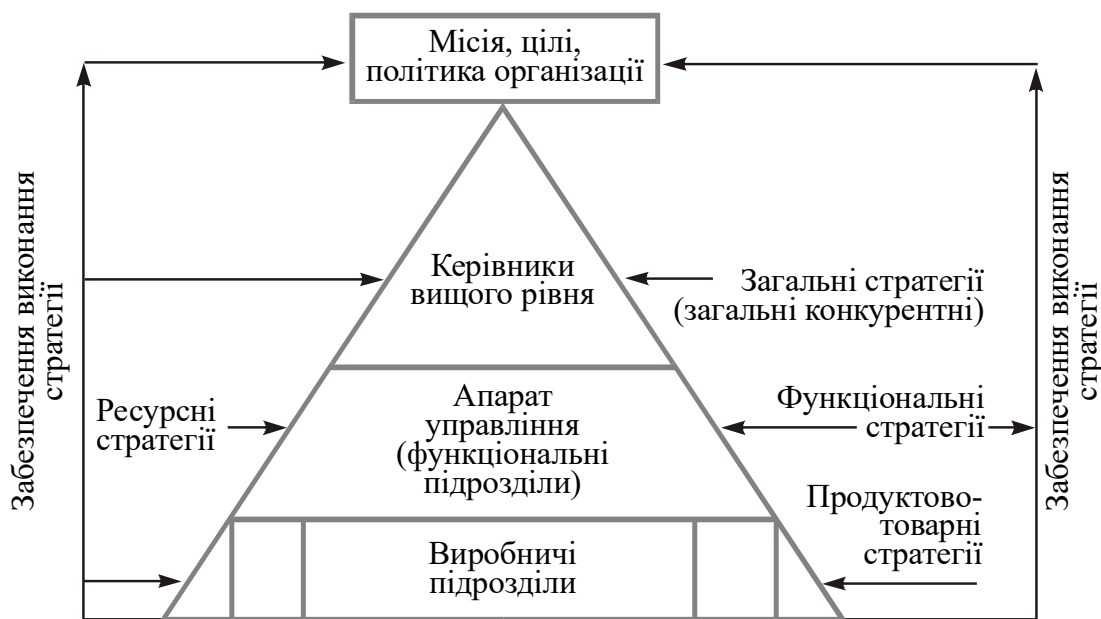 Місія, цілі,
політика організації
Забезпечення виконання
стратегії
Керівники
вищого рівня
Загальні стратегії
(загальні конкурентні)
Ресурсні
стратегії
Апарат
управління
(функціональні
підрозділи)
Функціональні
стратегії
Продуктово-
товарні
стратегії
Виробничі
підрозділи
Забезпечення виконання
стратегії